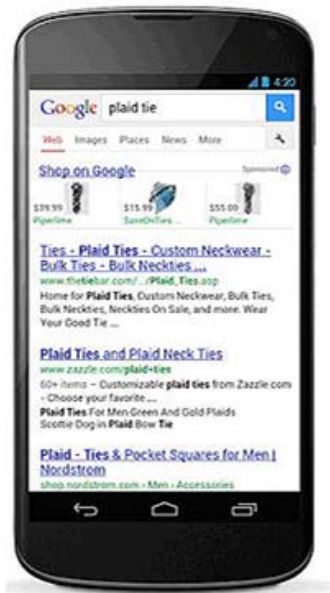 4:20
Google plaid tie
Web Images Places News More
Shop on Google Sponsored
$39.99 $15.99 $55.00
Piperlime SaveOnTies... Piperlime
Ties - Plaid Ties - Custom Neckwear -
Bulk Ties - Bulk Neckties ...
www.thetiebar.com/.../Plaid_Ties.asp
Home for Plaid Ties, Custom Neckwear, Bulk Ties,
Bulk Neckties, Neckties On Sale, and more. Wear
Your Good Tie ...
Plaid Ties and Plaid Neck Ties
www.zazzle.com/plaid+ties
60+ items – Customizable plaid ties from Zazzle.com
- Choose your favorite ...
Plaid Ties For Men Green And Gold Plaids
Scottie Dog in Plaid Bow Tie
Plaid - Ties & Pocket Squares for Men |
Nordstrom
shop.nordstrom.com › Men › Accessories